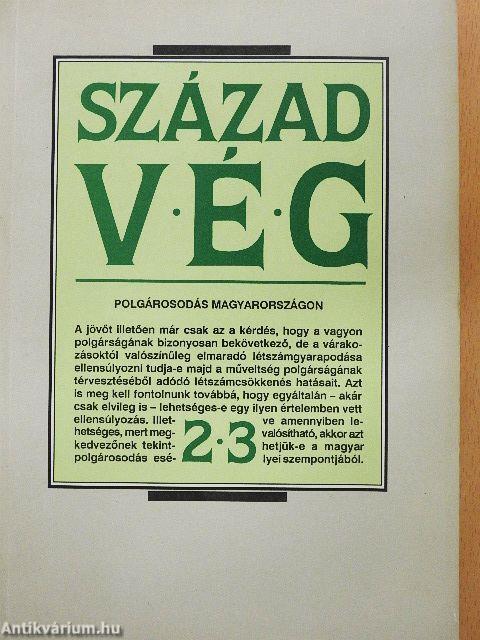 SZÁZAD
V·É·G
POLGÁROSODÁS MAGYARORSZÁGON
A jövőt illetően már csak az a kérdés, hogy a vagyon
polgárságának bizonyosan bekövetkező, de a várako-
zásoktól valószínűleg elmaradó létszámgyarapodása
ellensúlyozni tudja-e majd a műveltség polgárságának
térvesztéséből adódó létszámcsökkenés hatásait. Azt
is meg kell fontolnunk továbbá, hogy egyáltalán – akár
csak elvileg is – lehetséges-e egy ilyen értelemben vett
ellensúlyozás. Illet- ve amennyiben le-
hetséges, mert meg- valósítható, akkor azt
kedvezőnek tekint- hetjük-e a magyar
polgárosodás esé- lyei szempontjából.
2·3
Antikvárium.hu